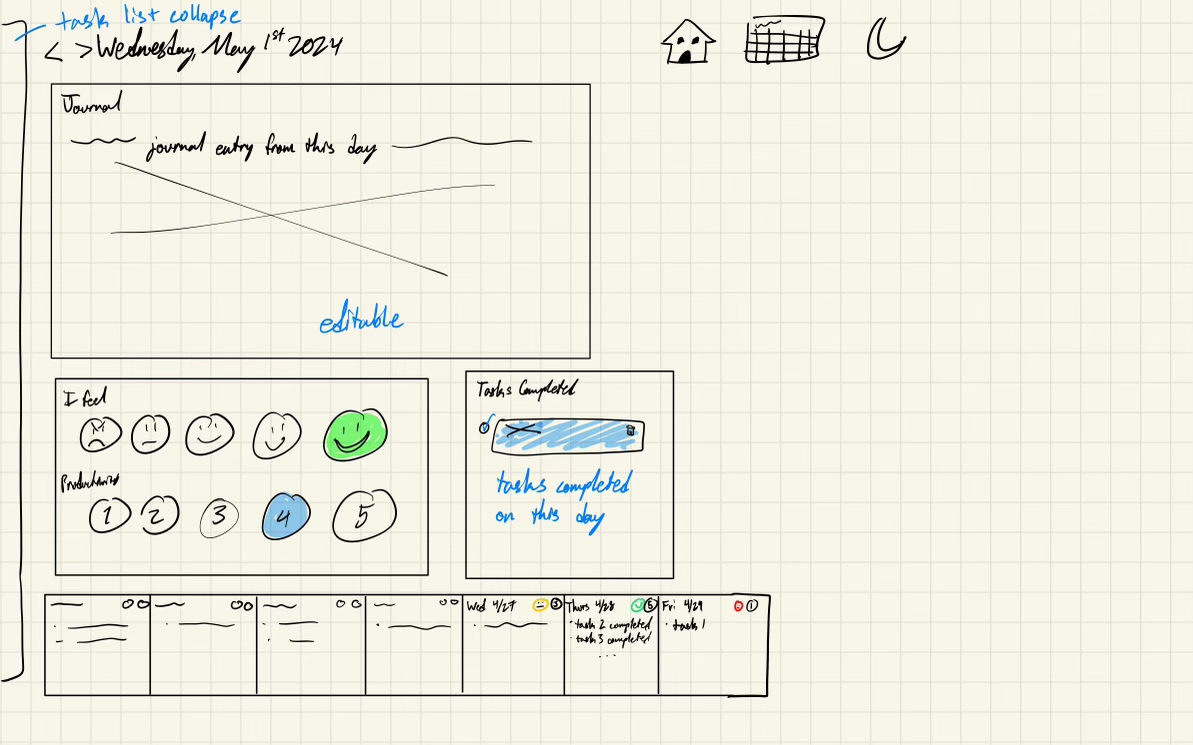 task list collapse
< > Wednesday, May 1st 2024
Journal
journal entry from this day
editable
I feel
Productivity
1 2 3 4 5
Tasks Completed
tasks completed
on this day
Wed 4/27 3
· task 2 completed
· task 3 completed
...
Thurs 4/28 5
Fri 4/29 1
· task 1